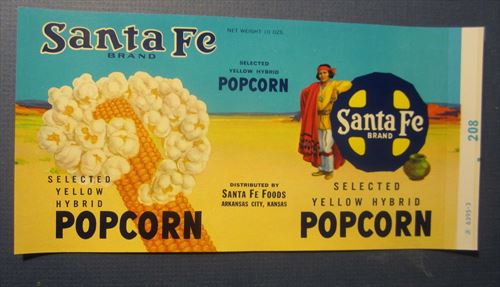 Santa Fe
BRAND
NET WEIGHT 10 OZS.
SELECTED
YELLOW HYBRID
POPCORN
SELECTED
YELLOW
HYBRID
POPCORN
DISTRIBUTED BY
SANTA FE FOODS
ARKANSAS CITY, KANSAS
Santa Fe
BRAND
SELECTED
YELLOW HYBRID
POPCORN
208